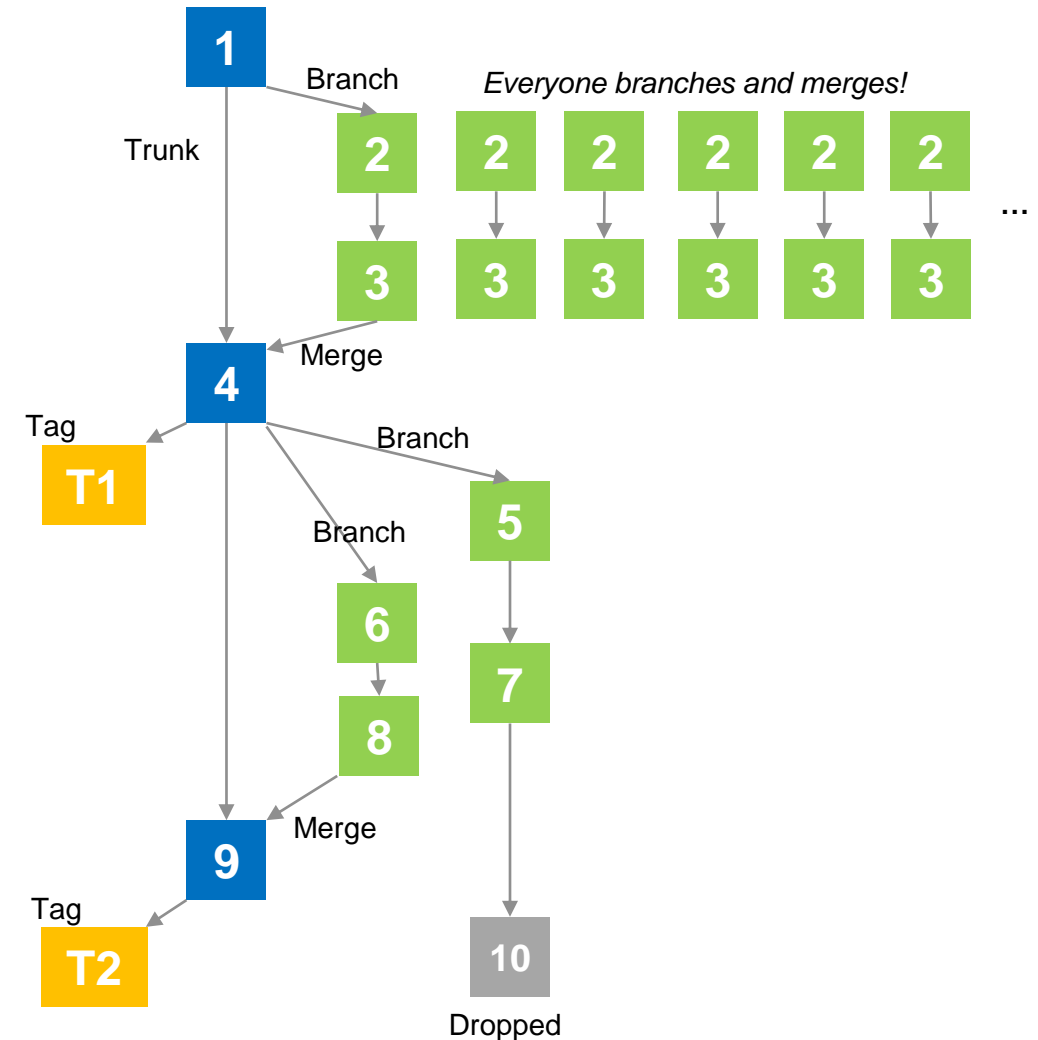 1
Branch
Everyone branches and merges!
Trunk
2 2 2 2 2 2
...
3 3 3 3 3 3
Merge
4
Tag
Branch
T1
5
Branch
6
7
8
Merge
9
Tag
T2
10
Dropped